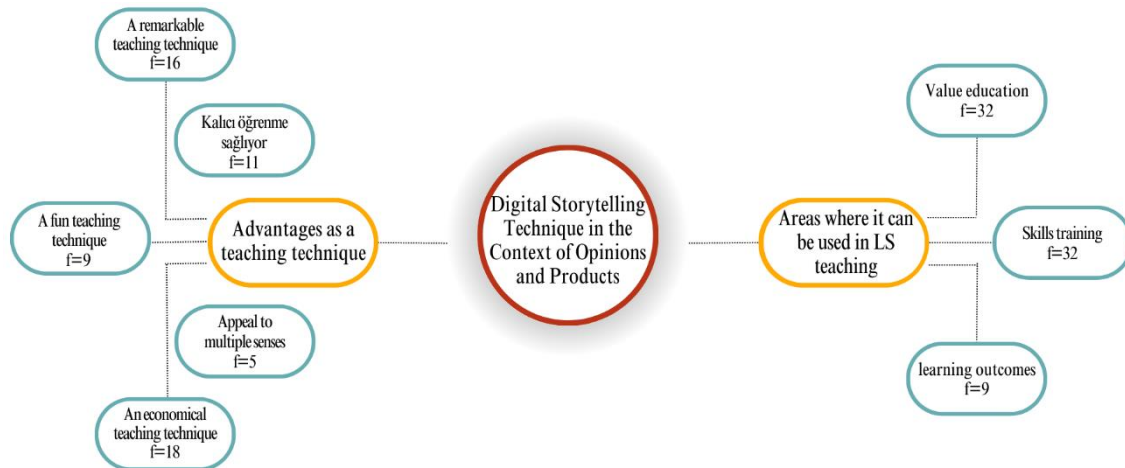 A remarkable
teaching technique
f=16
Kalıcı öğrenme
sağlıyor
f=11
A fun teaching
technique
f=9
Advantages as a
teaching technique
Appeal to
multiple senses
f=5
An economical
teaching technique
f=18
Digital Storytelling
Technique in the
Context of Opinions
and Products
Areas where it can
be used in LS
teaching
Value education
f=32
Skills training
f=32
learning outcomes
f=9